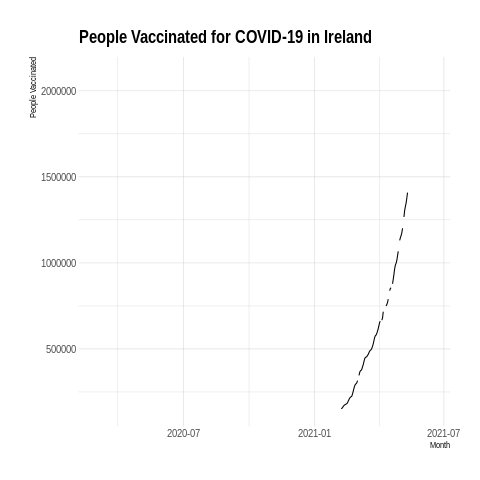 People Vaccinated for COVID-19 in Ireland
People Vaccinated
2000000
1500000
1000000
500000
2020-07
2021-01
2021-07
Month